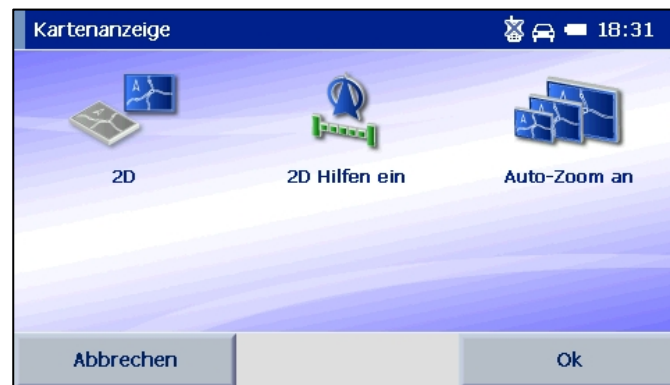 Kartenanzeige 18:31
2D 2D Hilfen ein Auto-Zoom an
Abbrechen Ok